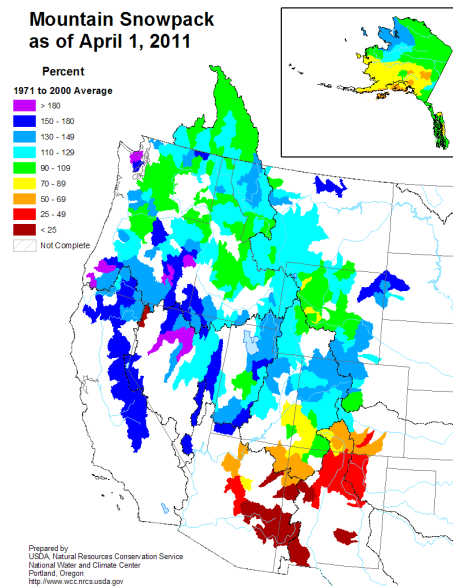 Mountain Snowpack
as of April 1, 2011
Percent
1971 to 2000 Average
> 180
150 - 180
130 - 149
110 - 129
90 - 109
70 - 89
50 - 69
25 - 49
< 25
Not Complete
Prepared by
USDA, Natural Resources Conservation Service
National Water and Climate Center
Portland, Oregon
http://www.wcc.nrcs.usda.gov